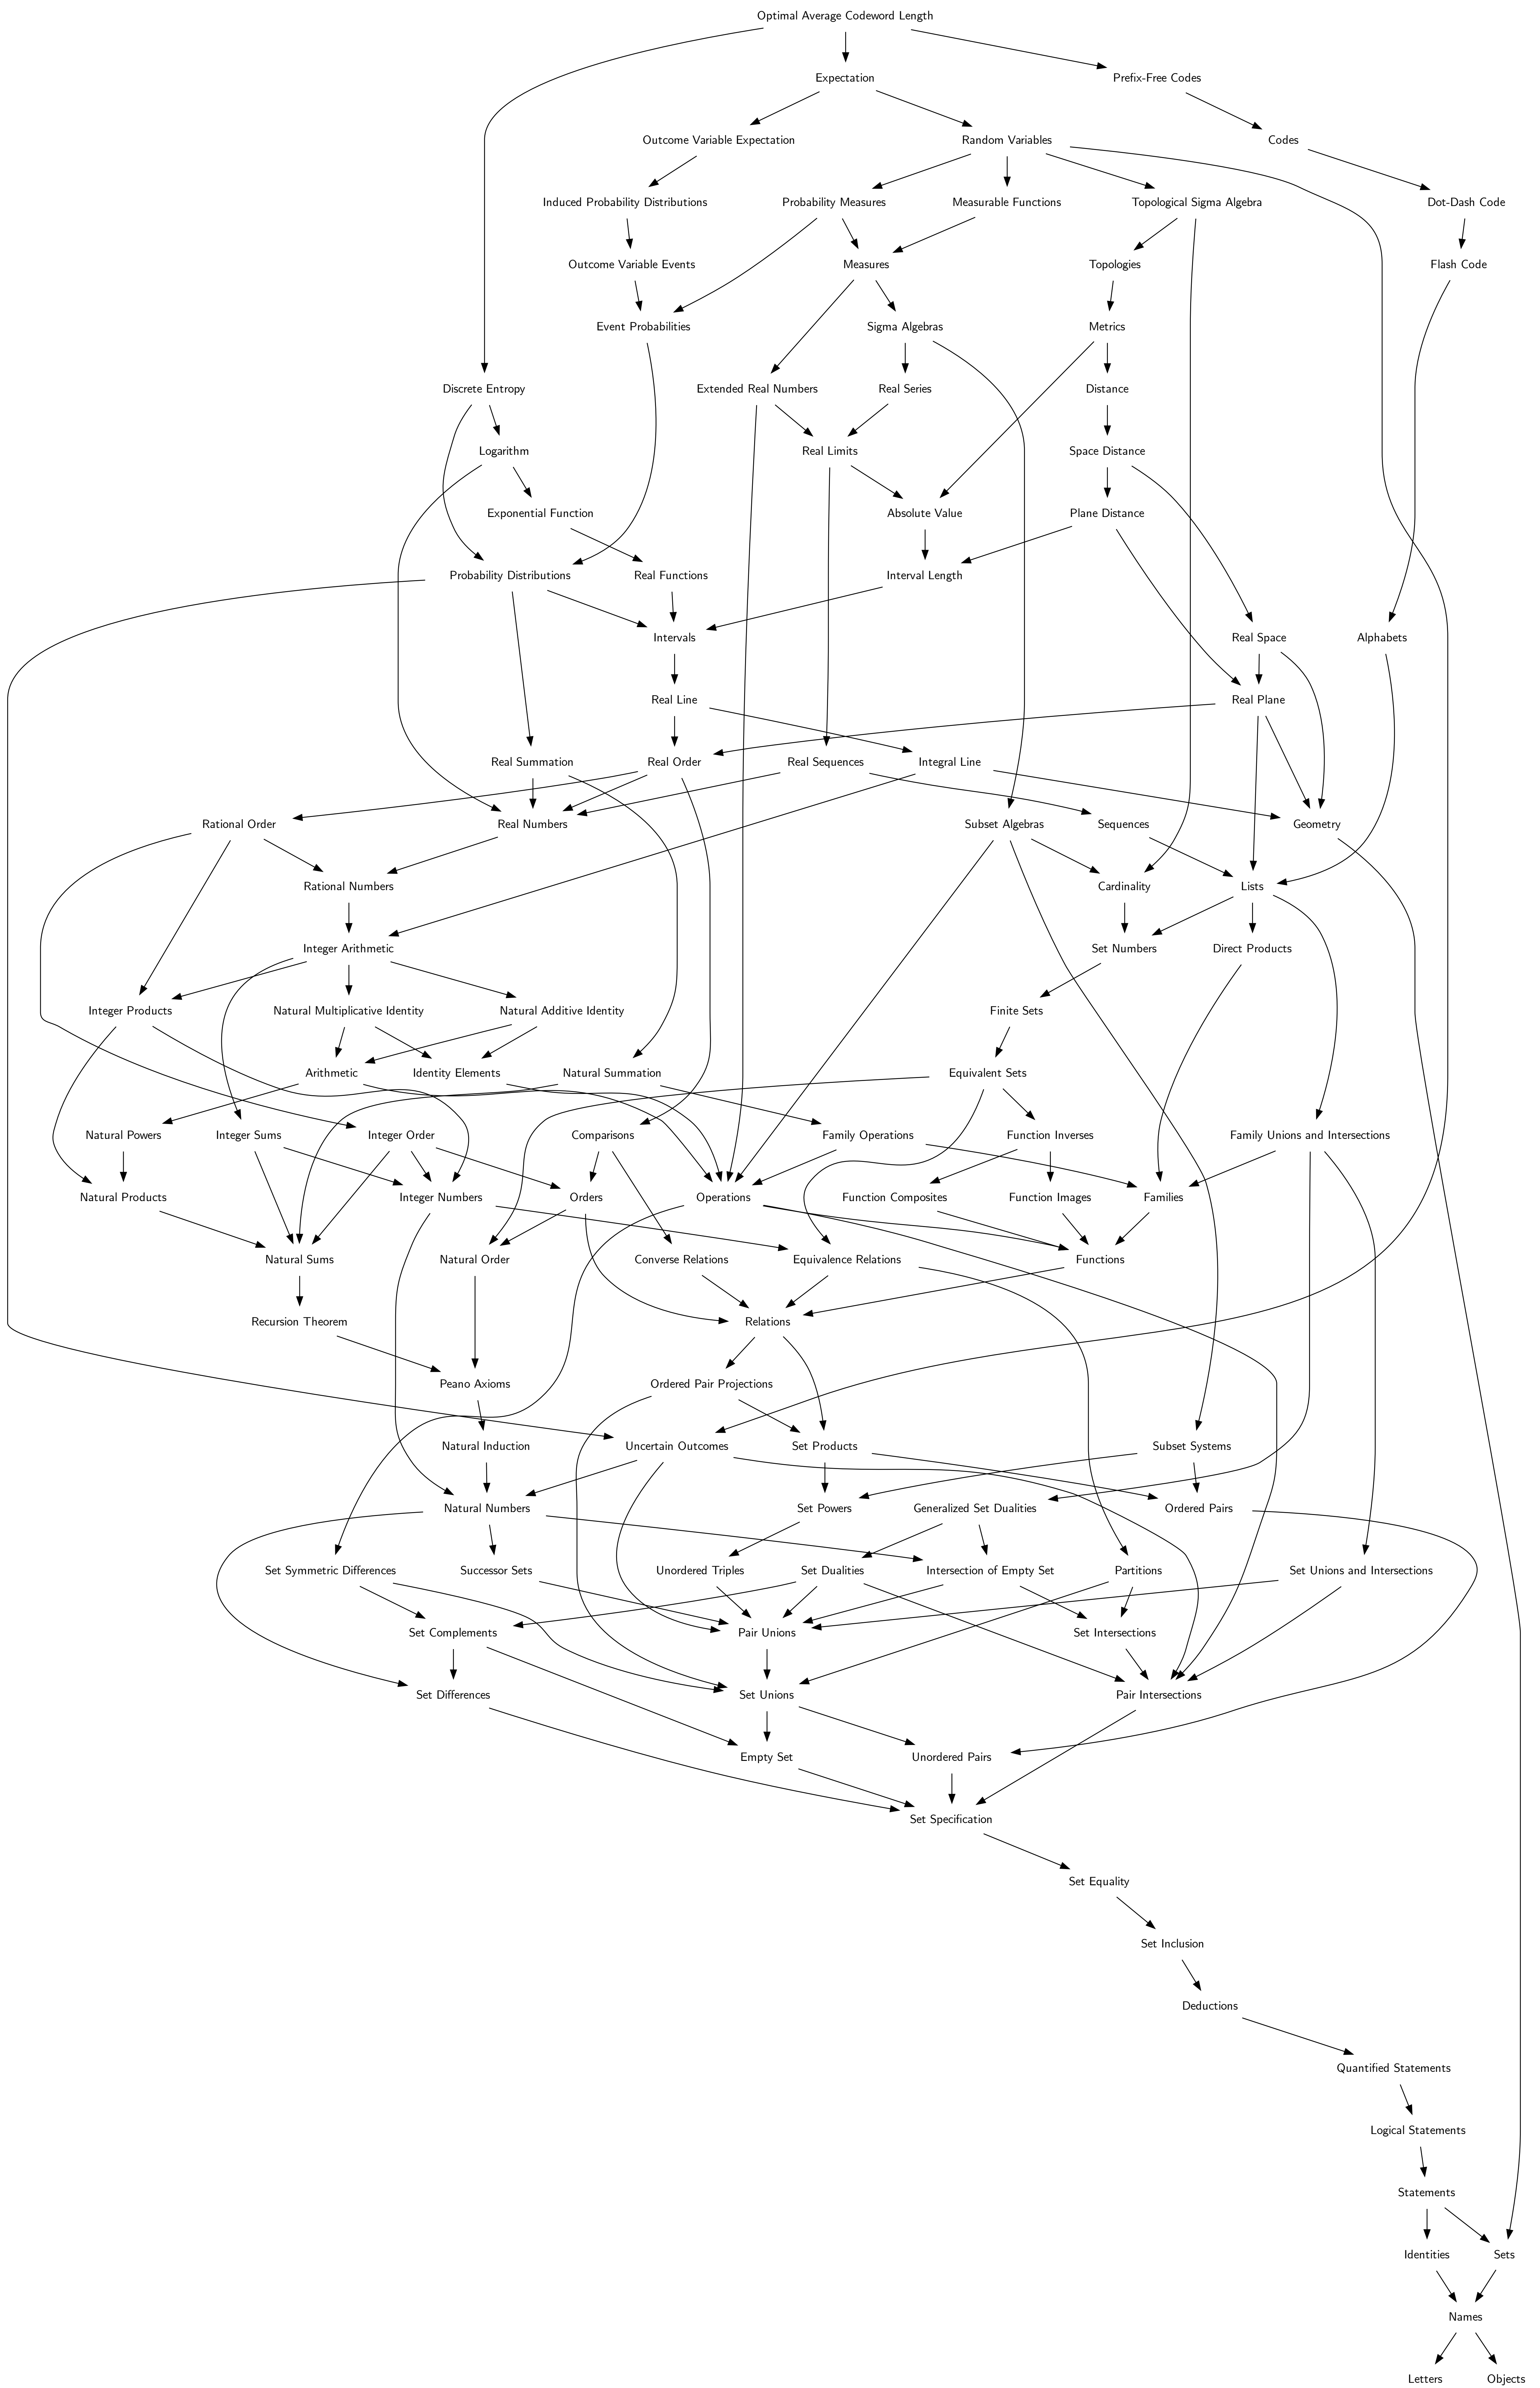 Optimal Average Codeword Length
Expectation
Prefix-Free Codes
Outcome Variable Expectation
Random Variables
Codes
Induced Probability Distributions
Probability Measures
Measurable Functions
Topological Sigma Algebra
Dot-Dash Code
Outcome Variable Events
Measures
Topologies
Flash Code
Event Probabilities
Sigma Algebras
Metrics
Discrete Entropy
Extended Real Numbers
Real Series
Distance
Logarithm
Real Limits
Space Distance
Exponential Function
Absolute Value
Plane Distance
Probability Distributions
Real Functions
Interval Length
Intervals
Real Space
Alphabets
Real Line
Real Plane
Real Summation
Real Order
Real Sequences
Integral Line
Rational Order
Real Numbers
Subset Algebras
Sequences
Geometry
Rational Numbers
Cardinality
Lists
Integer Arithmetic
Set Numbers
Direct Products
Integer Products
Natural Multiplicative Identity
Natural Additive Identity
Finite Sets
Arithmetic
Identity Elements
Natural Summation
Equivalent Sets
Natural Powers
Integer Sums
Integer Order
Comparisons
Family Operations
Function Inverses
Family Unions and Intersections
Natural Products
Integer Numbers
Orders
Operations
Function Composites
Function Images
Families
Natural Sums
Natural Order
Converse Relations
Equivalence Relations
Functions
Recursion Theorem
Relations
Peano Axioms
Ordered Pair Projections
Natural Induction
Uncertain Outcomes
Set Products
Subset Systems
Natural Numbers
Set Powers
Generalized Set Dualities
Ordered Pairs
Set Symmetric Differences
Successor Sets
Unordered Triples
Set Dualities
Intersection of Empty Set
Partitions
Set Unions and Intersections
Set Complements
Pair Unions
Set Intersections
Set Differences
Set Unions
Pair Intersections
Empty Set
Unordered Pairs
Set Specification
Set Equality
Set Inclusion
Deductions
Quantified Statements
Logical Statements
Statements
Identities
Sets
Names
Letters
Objects